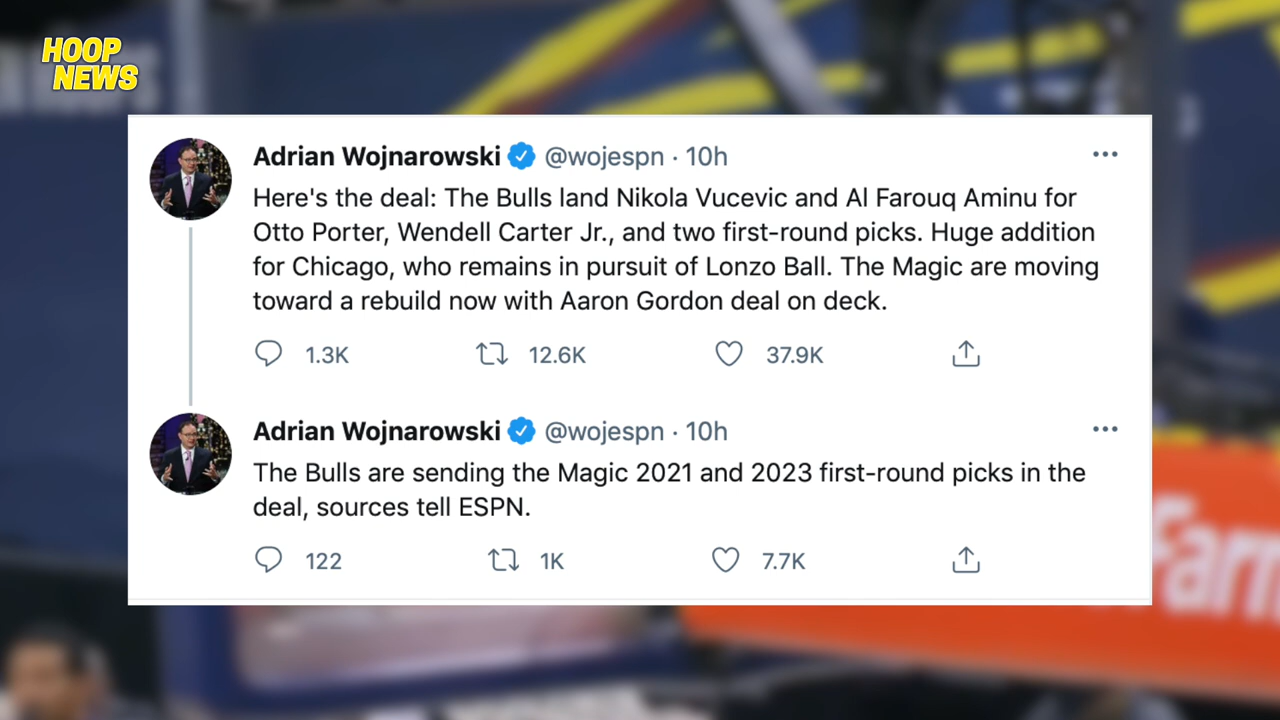 HOOP
NEWS
Adrian Wojnarowski @wojespn · 10h
Here's the deal: The Bulls land Nikola Vucevic and Al Farouq Aminu for
Otto Porter, Wendell Carter Jr., and two first-round picks. Huge addition
for Chicago, who remains in pursuit of Lonzo Ball. The Magic are moving
toward a rebuild now with Aaron Gordon deal on deck.
1.3K 12.6K 37.9K
Adrian Wojnarowski @wojespn · 10h
The Bulls are sending the Magic 2021 and 2023 first-round picks in the
deal, sources tell ESPN.
122 1K 7.7K